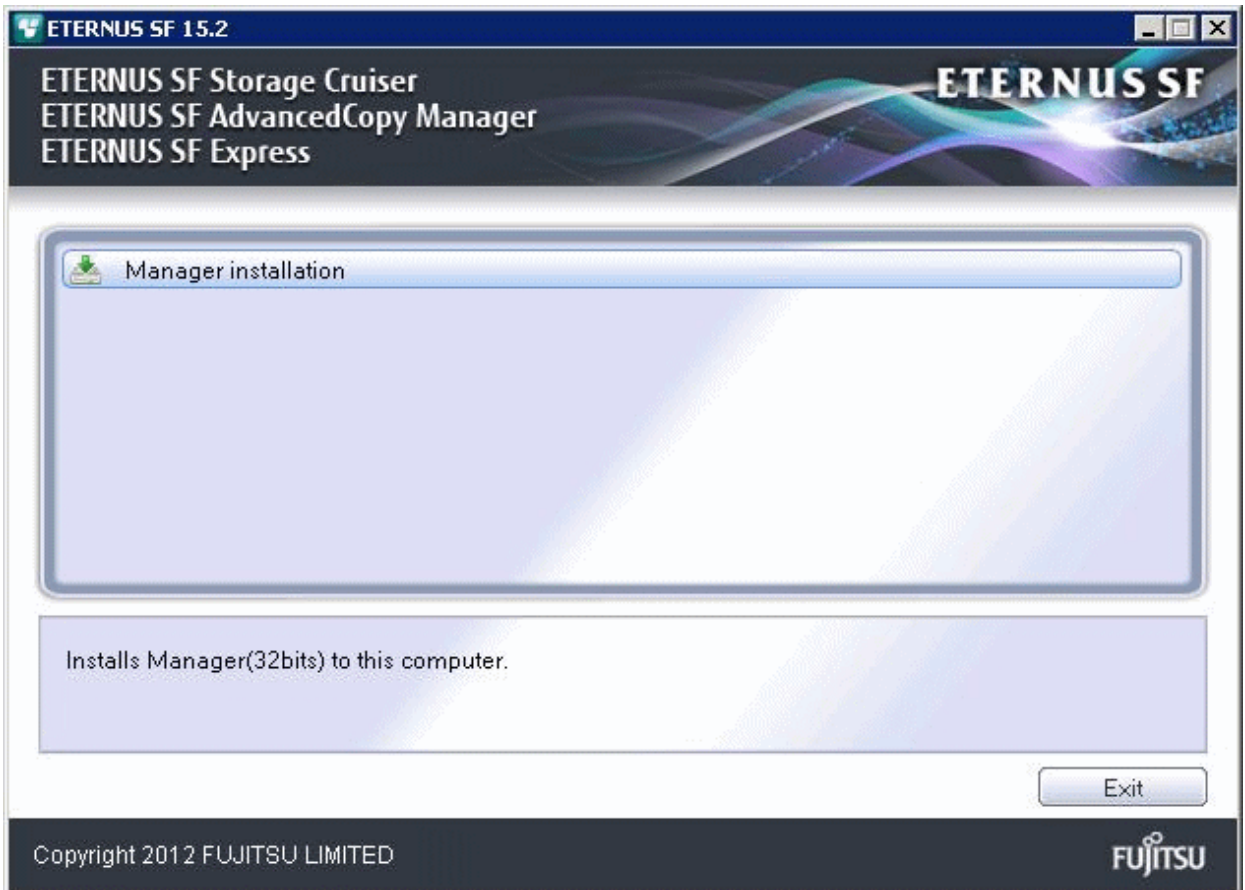 ETERNUS SF 15.2
ETERNUS SF Storage Cruiser
ETERNUS SF AdvancedCopy Manager
ETERNUS SF Express
ETERNUS SF
Manager installation
Installs Manager(32bits) to this computer.
Exit
Copyright 2012 FUJITSU LIMITED
FUJITSU